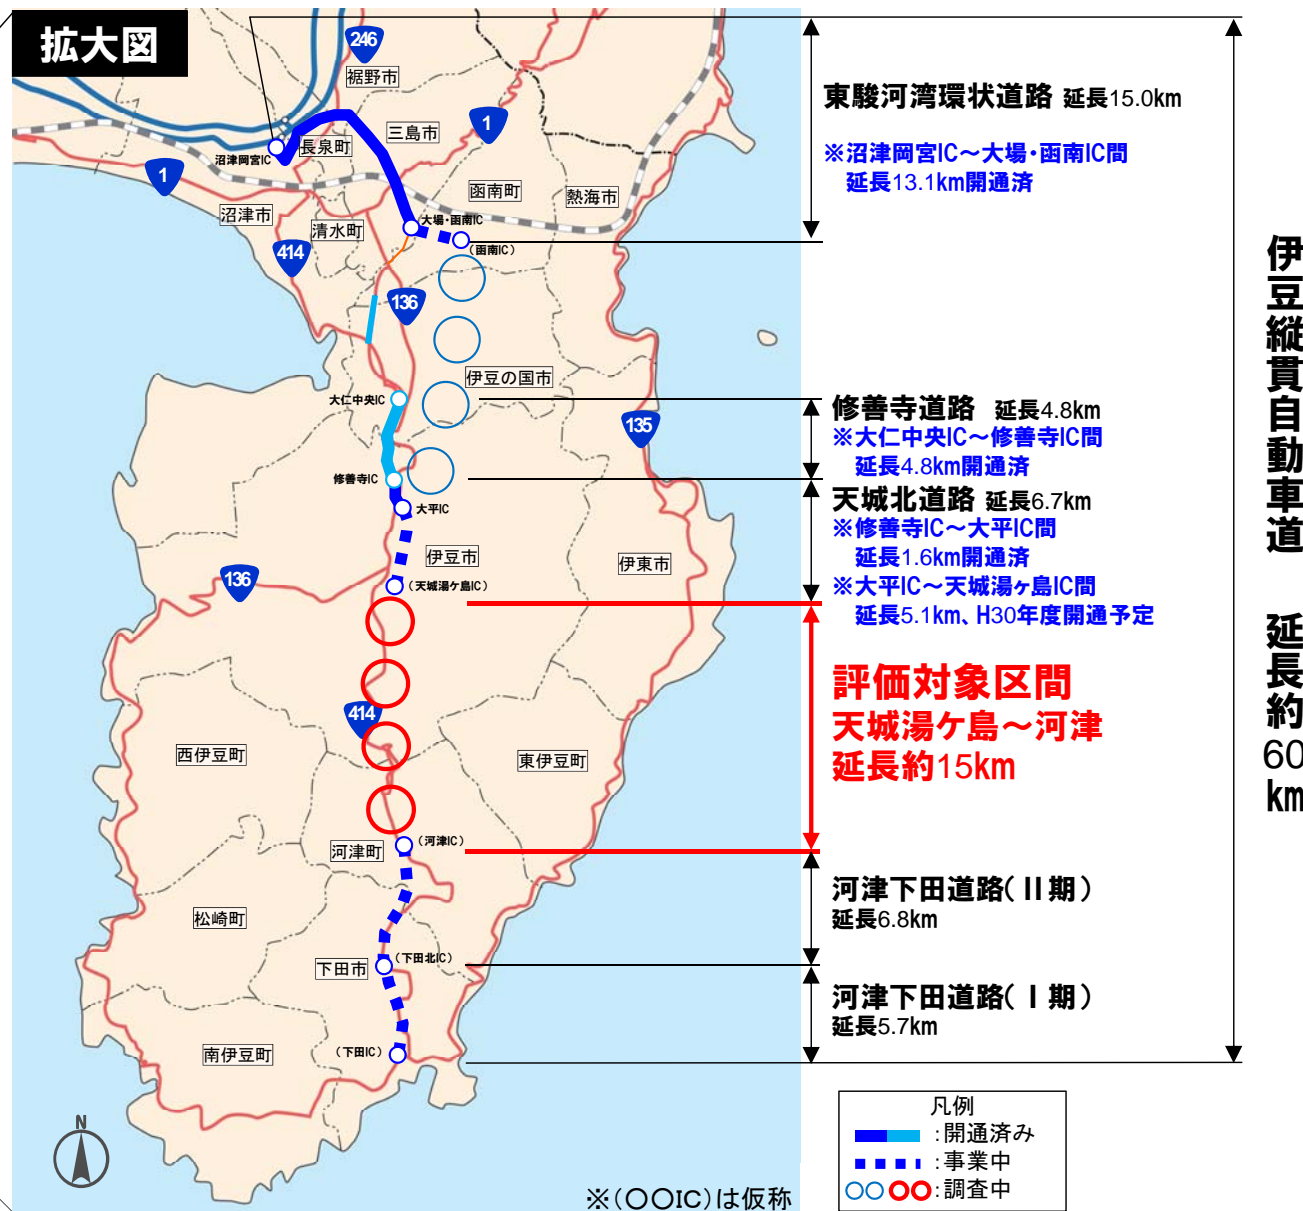 拡大図
246
裾野市
三島市
1
長泉町
沼津岡宮IC
1
函南町
熱海市
沼津市
清水町
大場・函南IC
(函南IC)
414
136
伊豆の国市
大仁中央IC
135
修善寺IC
大平IC
伊豆市
伊東市
136
(天城湯ケ島IC)
414
西伊豆町
東伊豆町
河津町
(河津IC)
松崎町
下田市
(下田北IC)
南伊豆町
(下田IC)
N
※(〇〇IC)は仮称
東駿河湾環状道路 延長15.0km
※沼津岡宮IC～大場・函南IC間
延長13.1km開通済
修善寺道路 延長4.8km
※大仁中央IC～修善寺IC間
延長4.8km開通済
天城北道路 延長6.7km
※修善寺IC～大平IC間
延長1.6km開通済
※大平IC～天城湯ヶ島IC間
延長5.1km、H30年度開通予定
評価対象区間
天城湯ケ島～河津
延長約15km
河津下田道路(Ⅱ期)
延長6.8km
河津下田道路(Ⅰ期)
延長5.7km
伊豆縦貫自動車道 延長約60km
凡例
:開通済み
:事業中
:調査中